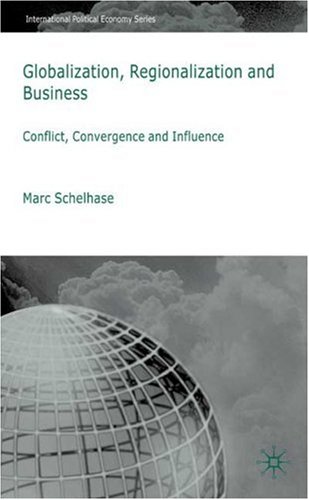 International Political Economy Series
Globalization, Regionalization and
Business
Conflict, Convergence and Influence
Marc Schelhase